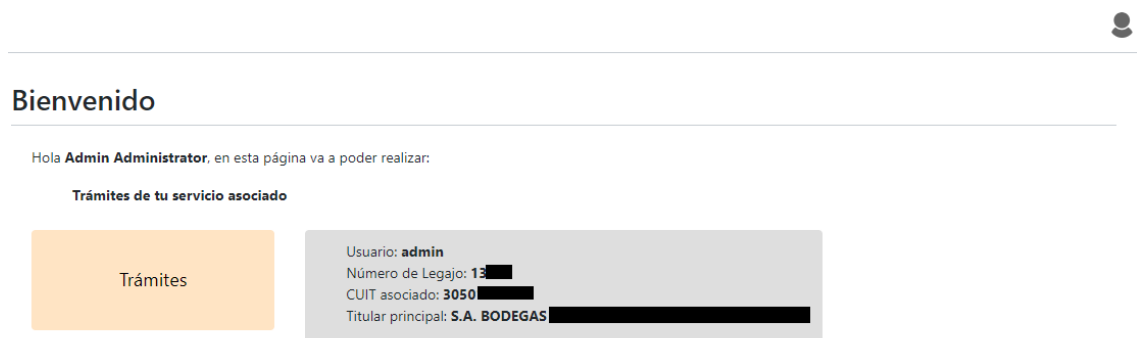 Bienvenido
Hola Admin Administrator, en esta página va a poder realizar:
Trámites de tu servicio asociado
Trámites
Usuario: admin
Número de Legajo: 13
CUIT asociado: 3050
Titular principal: S.A. BODEGAS